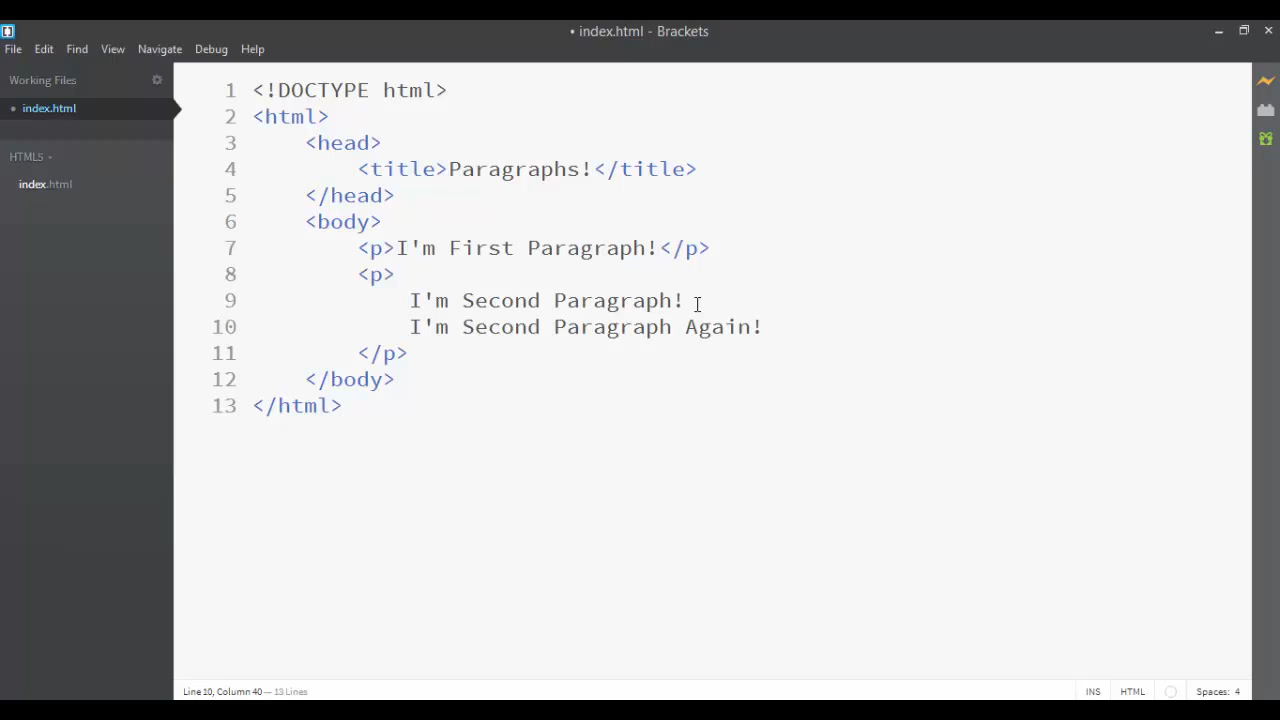 • index.html - Brackets
File Edit Find View Navigate Debug Help
Working Files
• index.html
HTML5
index.html
1 <!DOCTYPE html>
2 <html>
3 <head>
4 <title>Paragraphs!</title>
5 </head>
6 <body>
7 <p>I'm First Paragraph!</p>
8 <p>
9 I'm Second Paragraph!
10 I'm Second Paragraph Again!
11 </p>
12 </body>
13 </html>
Line 10, Column 40 — 13 Lines
INS HTML Spaces: 4